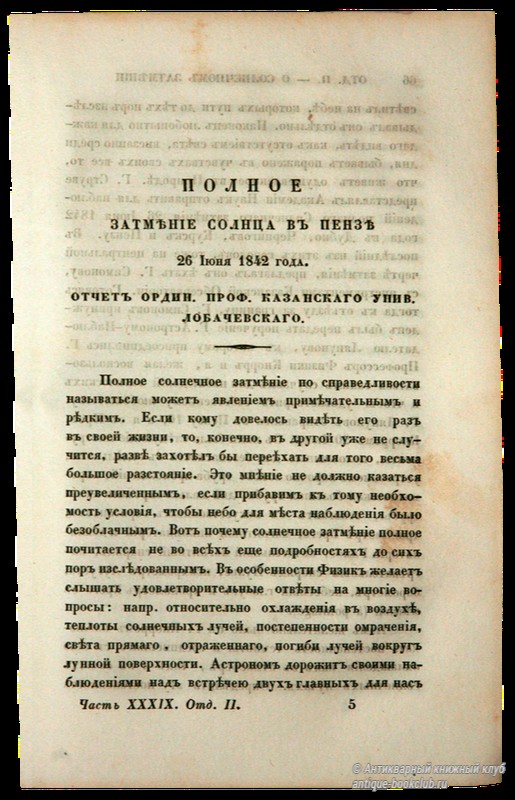 ПОЛНОЕ
ЗАТМѢНІЕ СОЛНЦА ВЪ ПЕНЗѢ
26 Іюня 1842 года.
ОТЧЕТЪ ОРДИН. ПРОФ. КАЗАНСКАГО УНИВ.
ЛОБАЧЕВСКАГО.
Полное солнечное затмѣніе по справедливости
называться можетъ явленіемъ примѣчательнымъ и
рѣдкимъ. Если кому довелось видѣть его разъ
въ своей жизни, то, конечно, въ другой уже не слу-
чится, развѣ захотѣлъ бы переѣхать для того весьма
большое разстояніе. Это мнѣніе не должно казаться
преувеличеннымъ, если прибавимъ къ тому необхо-
мость условія, чтобы небо для мѣста наблюденія было
безоблачнымъ. Вотъ почему солнечное затмѣніе полное
почитается не во всѣхъ еще подробностяхъ до сихъ
поръ изслѣдованнымъ. Въ особенности Физикъ желаетъ
слышать удовлетворительные отвѣты на многіе во-
просы: напр. относительно охлажденія въ воздухѣ,
теплоты солнечныхъ лучей, постепенности омраченія,
свѣта прямаго, отраженнаго, погиби лучей вокругъ
лунной поверхности. Астрономъ дорожитъ своими на-
блюденіями надъ встрѣчею двухъ главныхъ для насъ
Часть XXXIX. Отд. II. 5
© Антикварный книжный клуб
antique-bookclub.ru